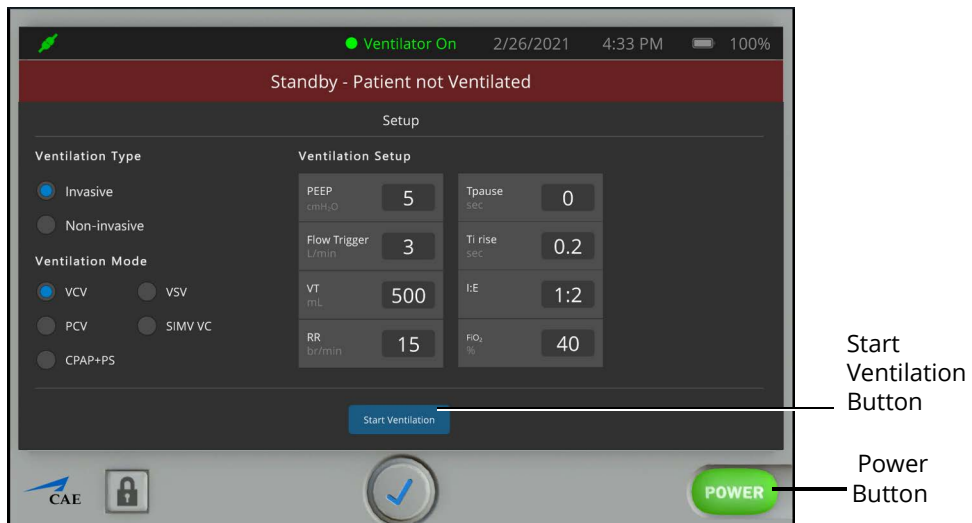 Ventilator On 2/26/2021 4:33 PM 100%
Standby - Patient not Ventilated
Setup
Ventilation Type
Invasive
Non-invasive
Ventilation Mode
VCV VSV
PCV SIMV VC
CPAP+PS
Ventilation Setup
PEEP
cmH₂O
5
Tpause
sec
0
Flow Trigger
L/min
3
Ti rise
sec
0.2
VT
mL
500
I:E
1:2
RR
br/min
15
FiO₂
%
40
Start Ventilation
Start
Ventilation
Button
CAE
POWER
Power
Button